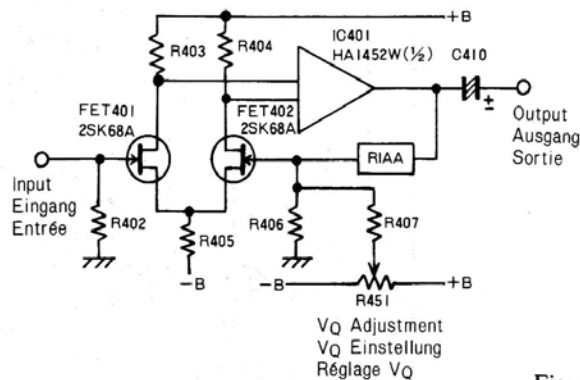 +B
R403
R404
IC401
HA1452W(½)
C410
FET401
2SK68A
FET402
2SK68A
±
Output
Ausgang
Sortie
RIAA
Input
Eingang
Entrée
R402
R405
R406
R407
-B
-B
+B
R451
VQ Adjustment
VQ Einstellung
Réglage VQ
Fig